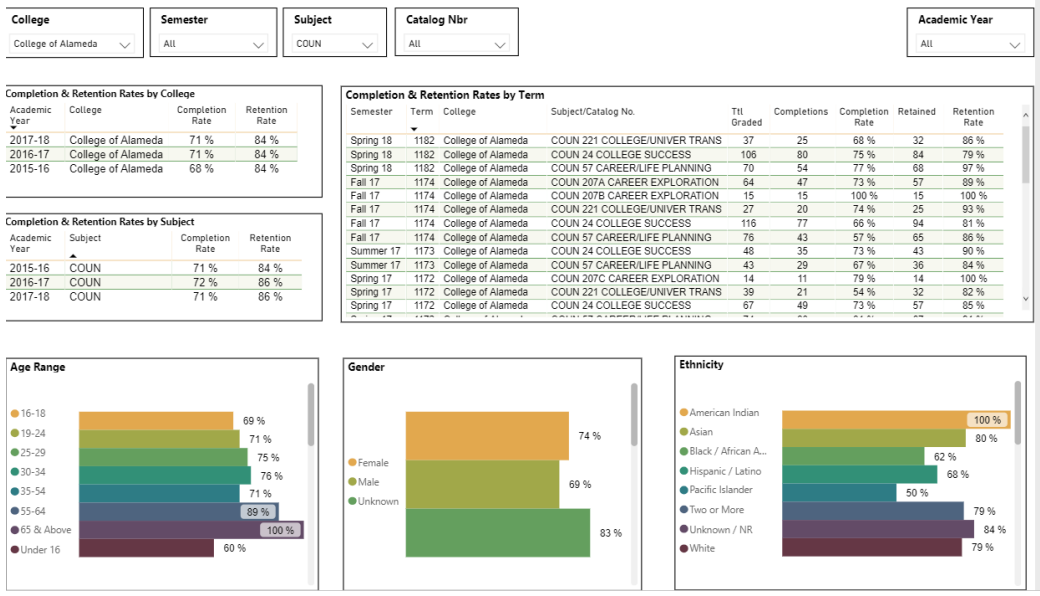 College
College of Alameda
Semester
All
Subject
COUN
Catalog Nbr
All
Academic Year
All
Completion & Retention Rates by College
Academic Year College Completion Rate Retention Rate
2017-18 College of Alameda 71 % 84 %
2016-17 College of Alameda 71 % 84 %
2015-16 College of Alameda 68 % 84 %
Completion & Retention Rates by Subject
Academic Year Subject Completion Rate Retention Rate
2015-16 COUN 71 % 84 %
2016-17 COUN 72 % 86 %
2017-18 COUN 71 % 86 %
Completion & Retention Rates by Term
Semester Term College Subject/Catalog No. Ttl Graded Completions Completion Rate Retained Retention Rate
Spring 18 1182 College of Alameda COUN 221 COLLEGE/UNIVER TRANS 37 25 68 % 32 86 %
Spring 18 1182 College of Alameda COUN 24 COLLEGE SUCCESS 106 80 75 % 84 79 %
Spring 18 1182 College of Alameda COUN 57 CAREER/LIFE PLANNING 70 54 77 % 68 97 %
Fall 17 1174 College of Alameda COUN 207A CAREER EXPLORATION 64 47 73 % 57 89 %
Fall 17 1174 College of Alameda COUN 207B CAREER EXPLORATION 15 15 100 % 15 100 %
Fall 17 1174 College of Alameda COUN 221 COLLEGE/UNIVER TRANS 27 20 74 % 25 93 %
Fall 17 1174 College of Alameda COUN 24 COLLEGE SUCCESS 116 77 66 % 94 81 %
Fall 17 1174 College of Alameda COUN 57 CAREER/LIFE PLANNING 76 43 57 % 65 86 %
Summer 17 1173 College of Alameda COUN 24 COLLEGE SUCCESS 48 35 73 % 43 90 %
Summer 17 1173 College of Alameda COUN 57 CAREER/LIFE PLANNING 43 29 67 % 36 84 %
Spring 17 1172 College of Alameda COUN 207C CAREER EXPLORATION 14 11 79 % 14 100 %
Spring 17 1172 College of Alameda COUN 221 COLLEGE/UNIVER TRANS 39 21 54 % 32 82 %
Spring 17 1172 College of Alameda COUN 24 COLLEGE SUCCESS 67 49 73 % 57 85 %
Age Range
16-18 69 %
19-24 71 %
25-29 75 %
30-34 76 %
35-54 71 %
55-64 89 %
65 & Above 100 %
Under 16 60 %
Gender
Female 74 %
Male 69 %
Unknown 83 %
Ethnicity
American Indian 100 %
Asian 80 %
Black / African A... 62 %
Hispanic / Latino 68 %
Pacific Islander 50 %
Two or More 79 %
Unknown / NR 84 %
White 79 %